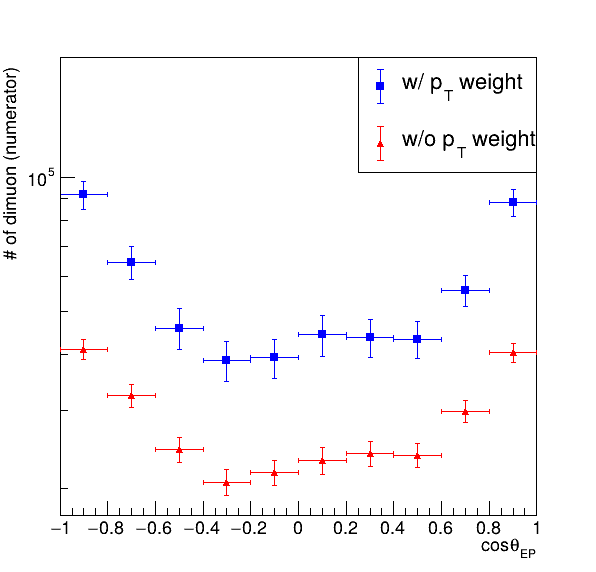 # of dimuon (numerator)
w/ p_T weight
w/o p_T weight
10^5
−1 −0.8 −0.6 −0.4 −0.2 0 0.2 0.4 0.6 0.8 1
cosθ_EP